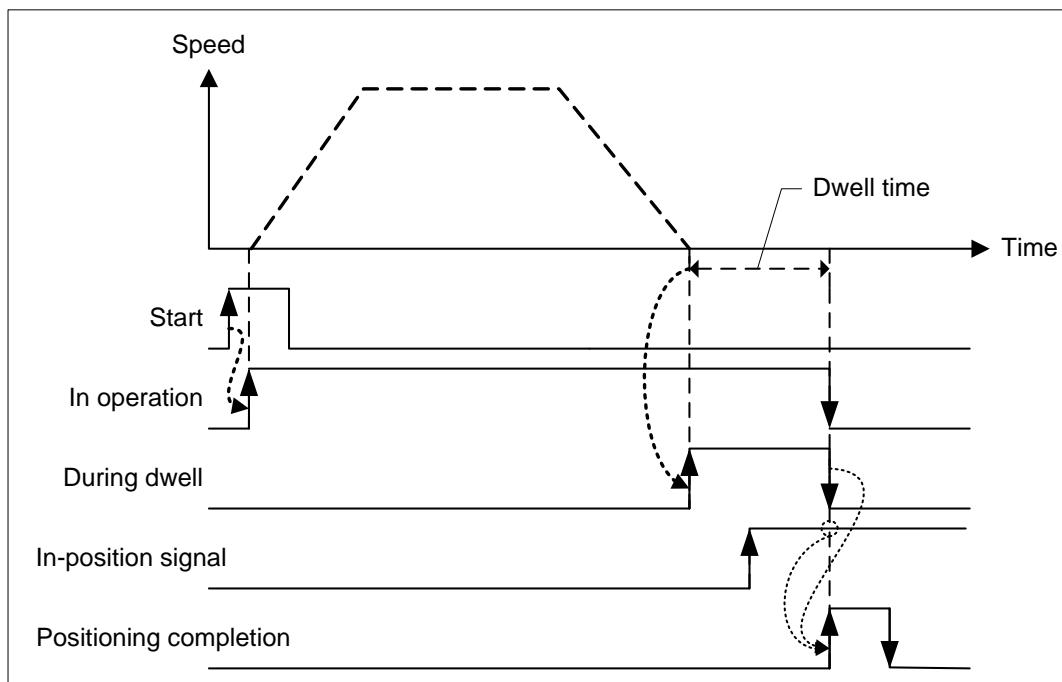 Speed
Dwell time
Time
Start
In operation
During dwell
In-position signal
Positioning completion